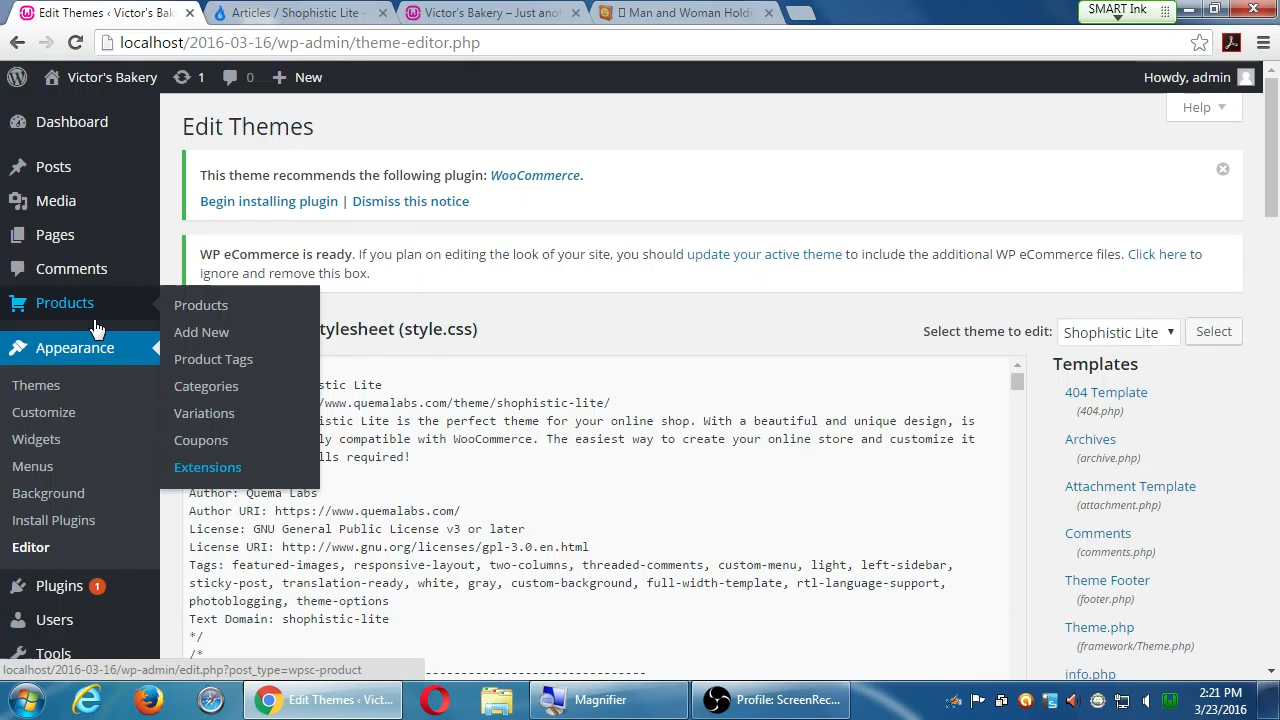 Edit Themes ‹ Victor's B
Articles / Shophistic Lite -
Victor's Bakery – Just ano
Man and Woman Holdi
SMART Ink
localhost/2016-03-16/wp-admin/theme-editor.php
Victor's Bakery
1
0
New
Howdy, admin
Help
Dashboard
Posts
Media
Pages
Comments
Products
Appearance
Themes
Customize
Widgets
Menus
Background
Install Plugins
Editor
Plugins 1
Users
Tools
Products
Add New
Product Tags
Categories
Variations
Coupons
Extensions
Edit Themes
This theme recommends the following plugin: WooCommerce.
Begin installing plugin | Dismiss this notice
WP eCommerce is ready. If you plan on editing the look of your site, you should update your active theme to include the additional WP eCommerce files. Click here to
ignore and remove this box.
tylesheet (style.css)
Select theme to edit: Shophistic Lite Select
stic Lite
www.quemalabs.com/theme/shophistic-lite/
histic Lite is the perfect theme for your online shop. With a beautiful and unique design, is
ly compatible with WooCommerce. The easiest way to create your online store and customize it
lls required!
Author: Quema Labs
Author URI: https://www.quemalabs.com/
License: GNU General Public License v3 or later
License URI: http://www.gnu.org/licenses/gpl-3.0.en.html
Tags: featured-images, responsive-layout, two-columns, threaded-comments, custom-menu, light, left-sidebar,
sticky-post, translation-ready, white, gray, custom-background, full-width-template, rtl-language-support,
photoblogging, theme-options
Text Domain: shophistic-lite
*/
/*
Templates
404 Template
(404.php)
Archives
(archive.php)
Attachment Template
(attachment.php)
Comments
(comments.php)
Theme Footer
(footer.php)
Theme.php
(framework/Theme.php)
info.php
localhost/2016-03-16/wp-admin/edit.php?post_type=wpsc-product
Edit Themes ‹ Vict...
Magnifier
Profile: ScreenRec...
2:21 PM
3/23/2016